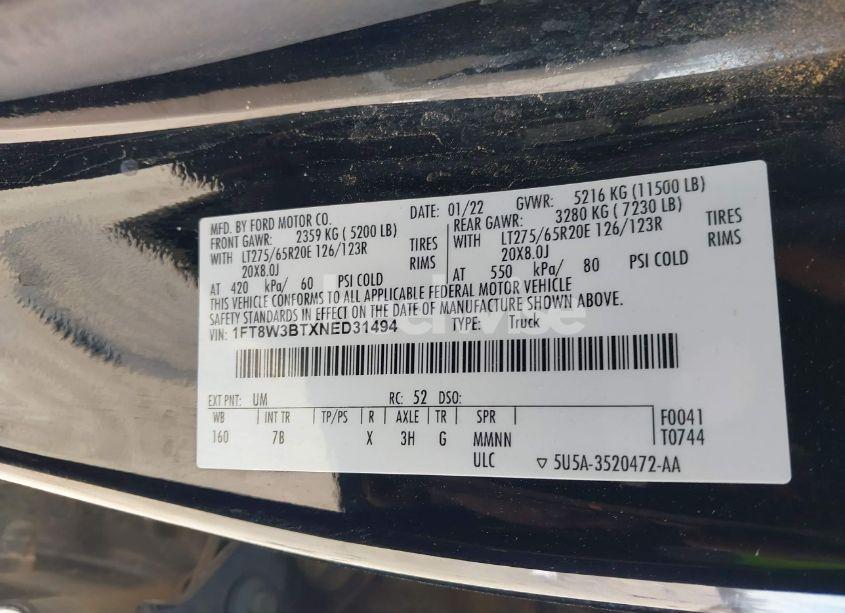 MFD. BY FORD MOTOR CO.
DATE: 01/22 GVWR: 5216 KG (11500 LB)
FRONT GAWR: 2359 KG ( 5200 LB) REAR GAWR: 3280 KG ( 7230 LB)
WITH LT275/65R20E 126/123R TIRES WITH LT275/65R20E 126/123R TIRES
20X8.0J RIMS 20X8.0J RIMS
AT 420 kPa/ 60 PSI COLD AT 550 kPa/ 80 PSI COLD
THIS VEHICLE CONFORMS TO ALL APPLICABLE FEDERAL MOTOR VEHICLE
SAFETY STANDARDS IN EFFECT ON THE DATE OF MANUFACTURE SHOWN ABOVE.
VIN: 1FT8W3BTXNED31494 TYPE: Truck
EXT PNT: UM RC: 52 DSO:
WB INT TR TP/PS R AXLE TR SPR F0041
160 7B X 3H G MMNN T0744
ULC ▽ 5U5A-3520472-AA